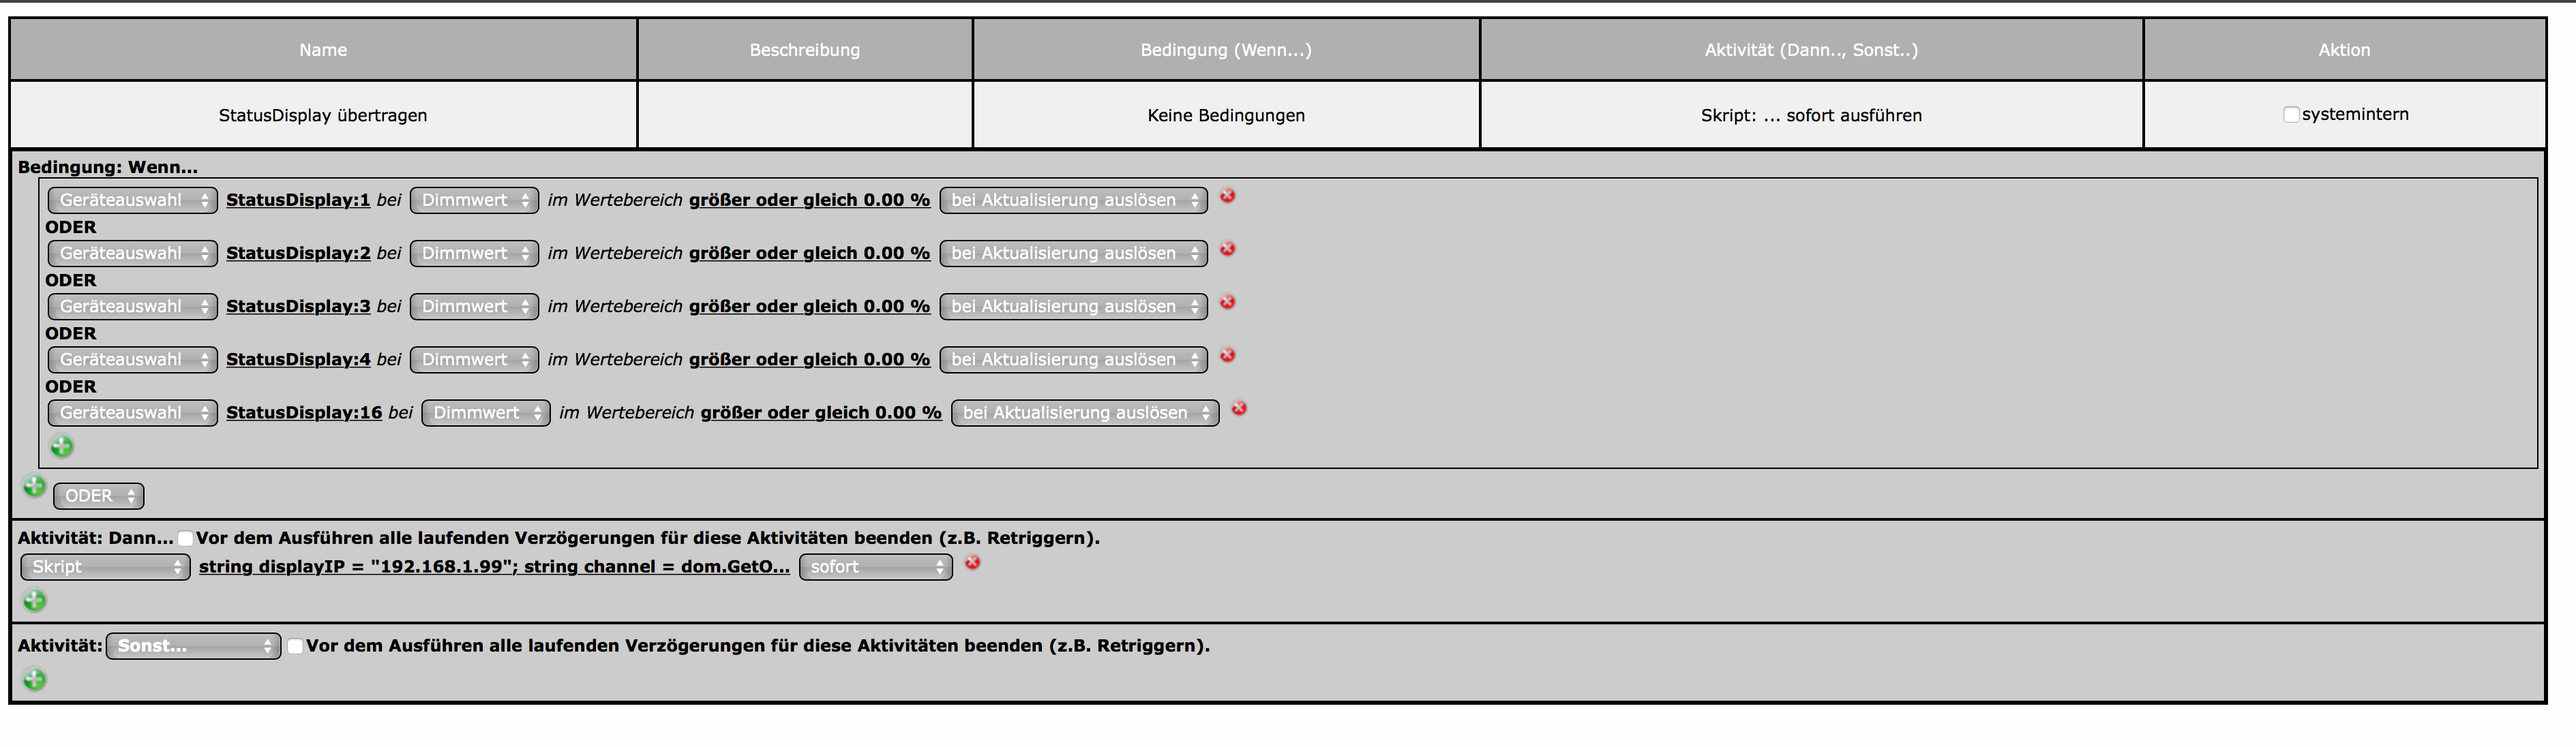 Name Beschreibung Bedingung (Wenn...) Aktivität (Dann.., Sonst..) Aktion
StatusDisplay übertragen Keine Bedingungen Skript: ... sofort ausführen systemintern
Bedingung: Wenn...
Geräteauswahl StatusDisplay:1 bei Dimmwert im Wertebereich größer oder gleich 0.00 % bei Aktualisierung auslösen
ODER
Geräteauswahl StatusDisplay:2 bei Dimmwert im Wertebereich größer oder gleich 0.00 % bei Aktualisierung auslösen
ODER
Geräteauswahl StatusDisplay:3 bei Dimmwert im Wertebereich größer oder gleich 0.00 % bei Aktualisierung auslösen
ODER
Geräteauswahl StatusDisplay:4 bei Dimmwert im Wertebereich größer oder gleich 0.00 % bei Aktualisierung auslösen
ODER
Geräteauswahl StatusDisplay:16 bei Dimmwert im Wertebereich größer oder gleich 0.00 % bei Aktualisierung auslösen
ODER
Aktivität: Dann... Vor dem Ausführen alle laufenden Verzögerungen für diese Aktivitäten beenden (z.B. Retriggern).
Skript string displayIP = "192.168.1.99"; string channel = dom.GetO... sofort
Aktivität: Sonst... Vor dem Ausführen alle laufenden Verzögerungen für diese Aktivitäten beenden (z.B. Retriggern).